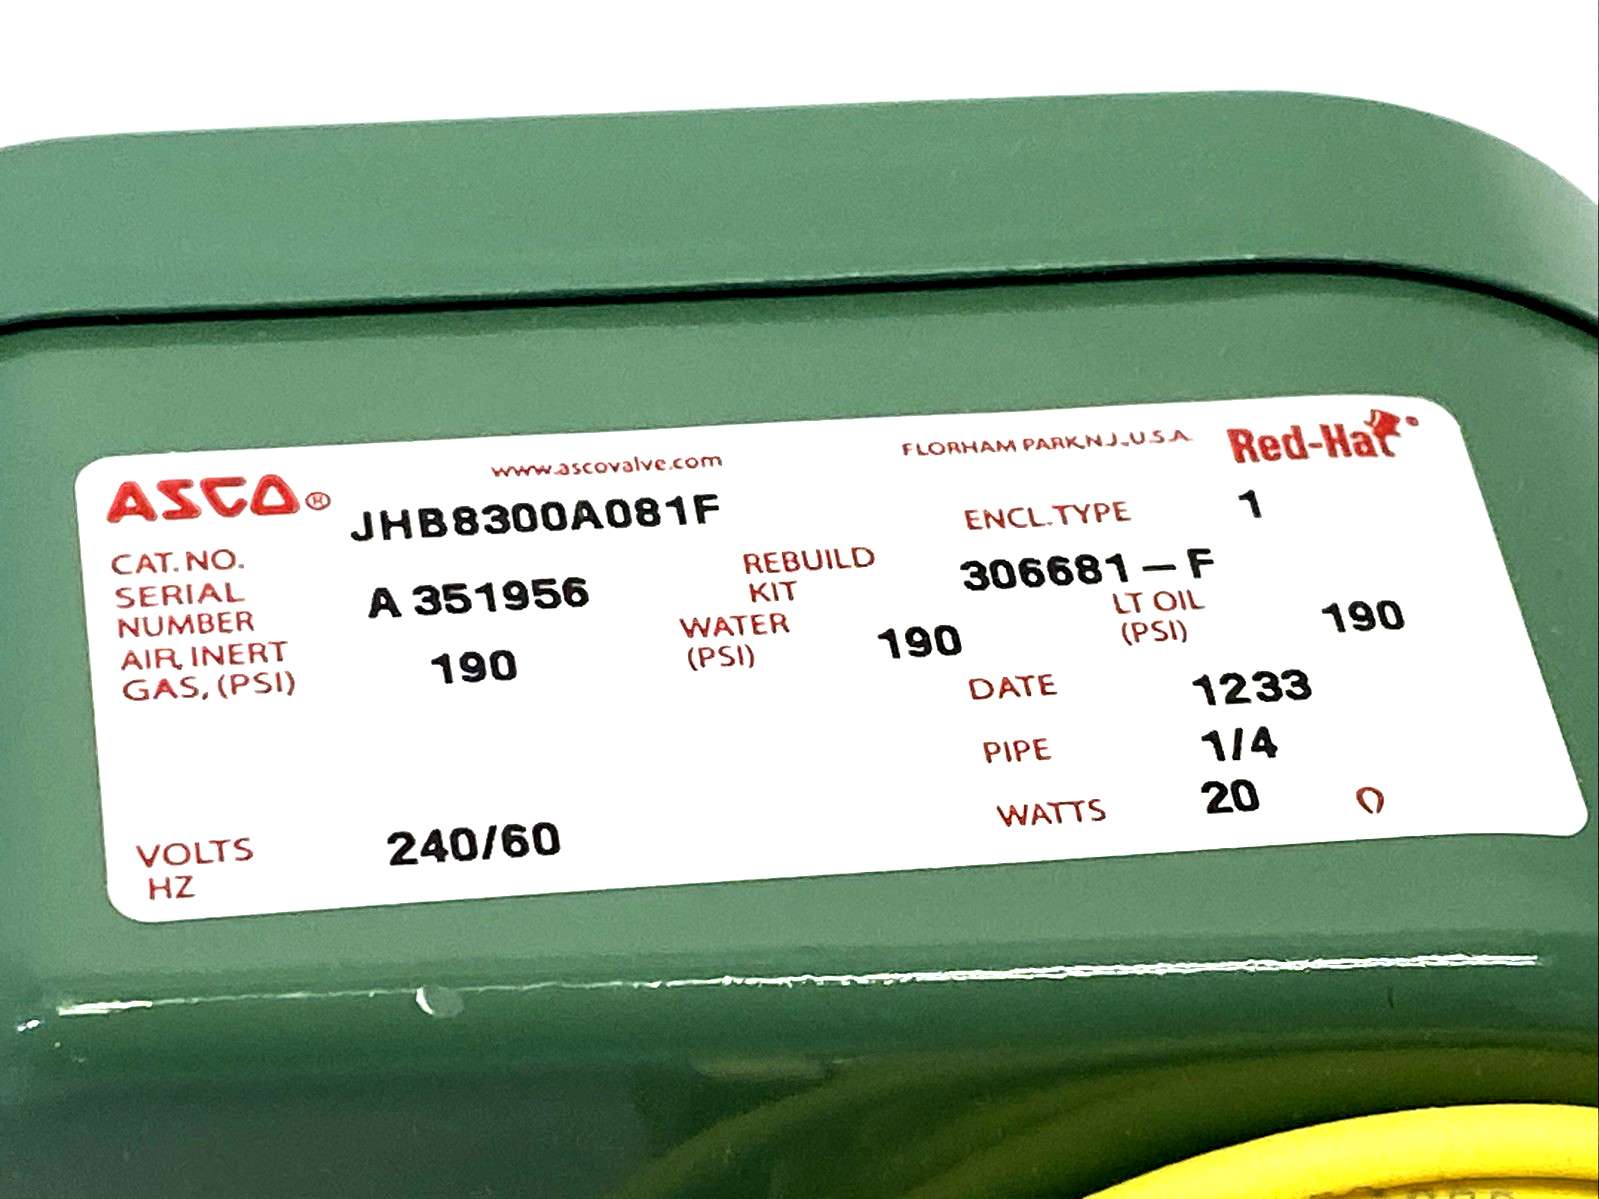 www.ascovalve.com FLORHAM PARK, N.J., U.S.A. Red-Hat®
ASCO®
CAT. NO. JHB8300A081F ENCL. TYPE 1
SERIAL NUMBER A 351956 REBUILD KIT 306681-F
AIR, INERT GAS, (PSI) 190 WATER (PSI) 190 LT OIL (PSI) 190
DATE 1233
PIPE 1/4
WATTS 20
VOLTS HZ 240/60